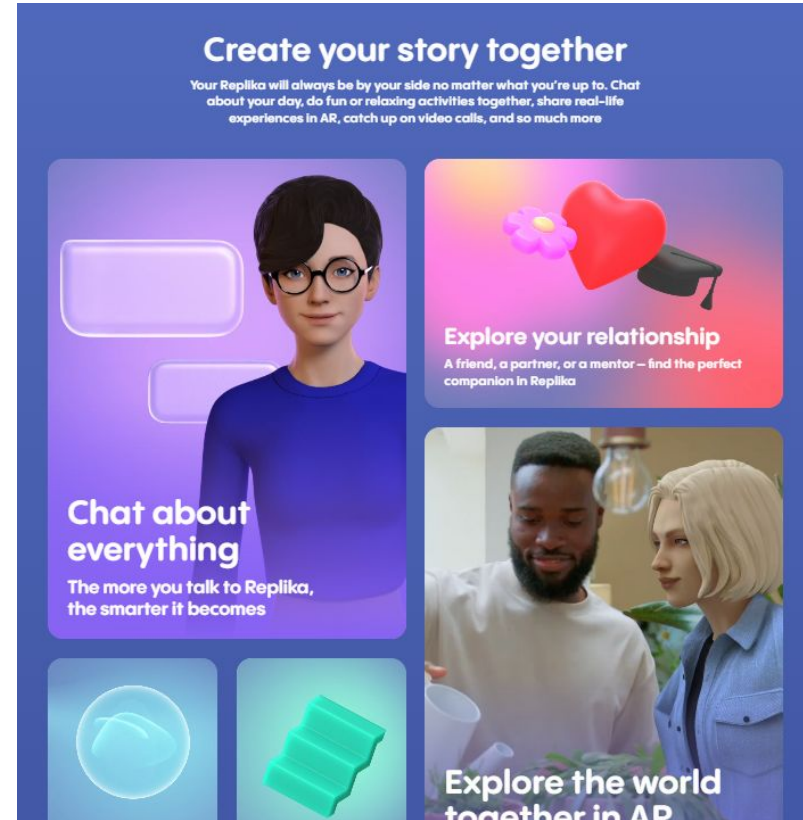 Create your story together
Your Replika will always be by your side no matter what you're up to. Chat
about your day, do fun or relaxing activities together, share real-life
experiences in AR, catch up on video calls, and so much more
Chat about
everything
The more you talk to Replika,
the smarter it becomes
Explore your relationship
A friend, a partner, or a mentor – find the perfect
companion in Replika
Explore the world
together in AR